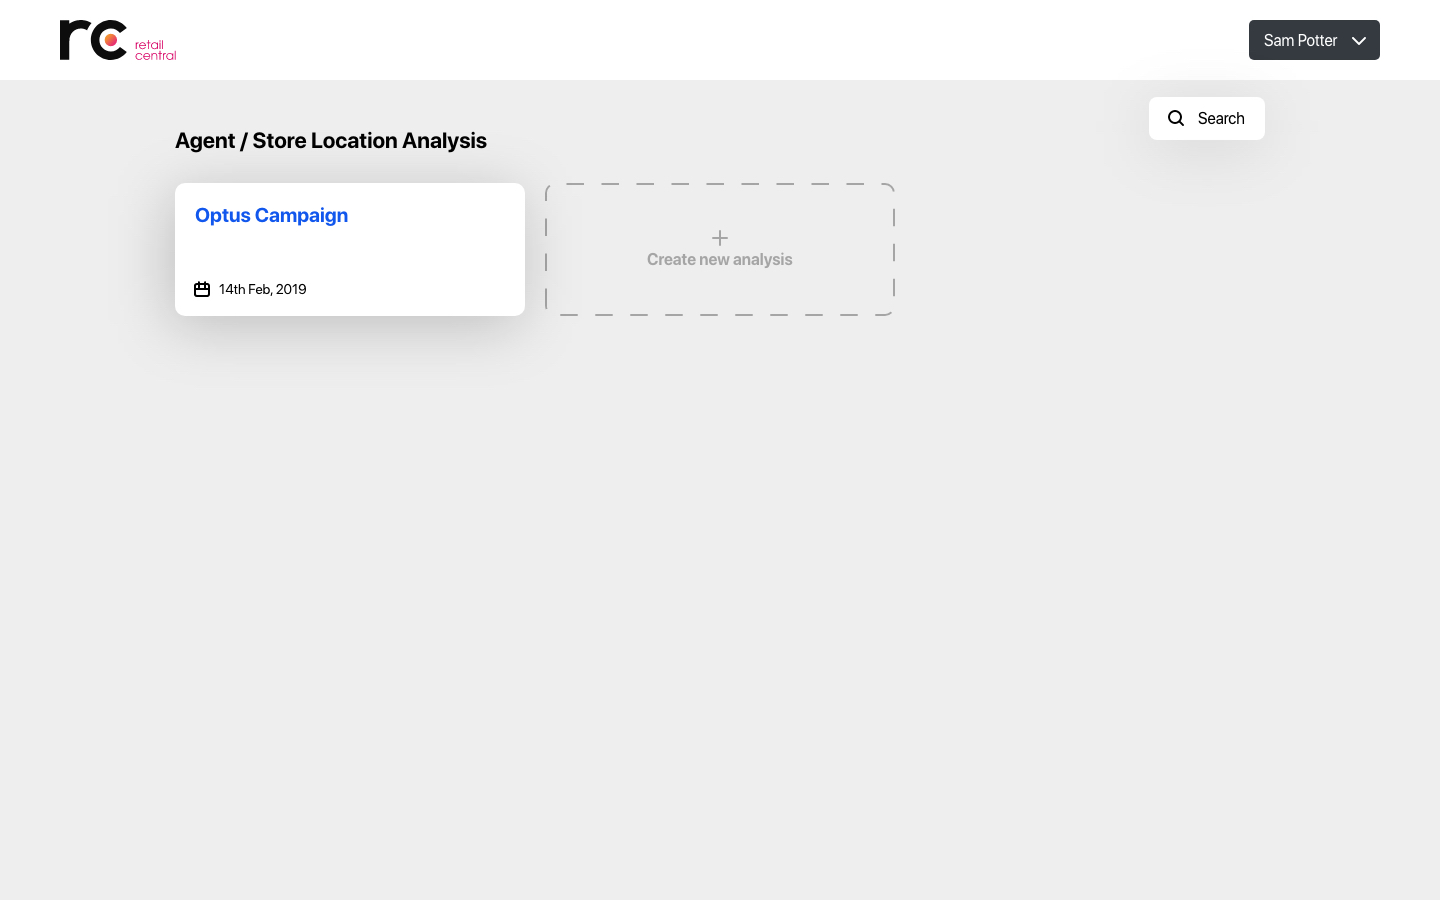 rc retail
central
Sam Potter
Search
Agent / Store Location Analysis
Optus Campaign
14th Feb, 2019
Create new analysis